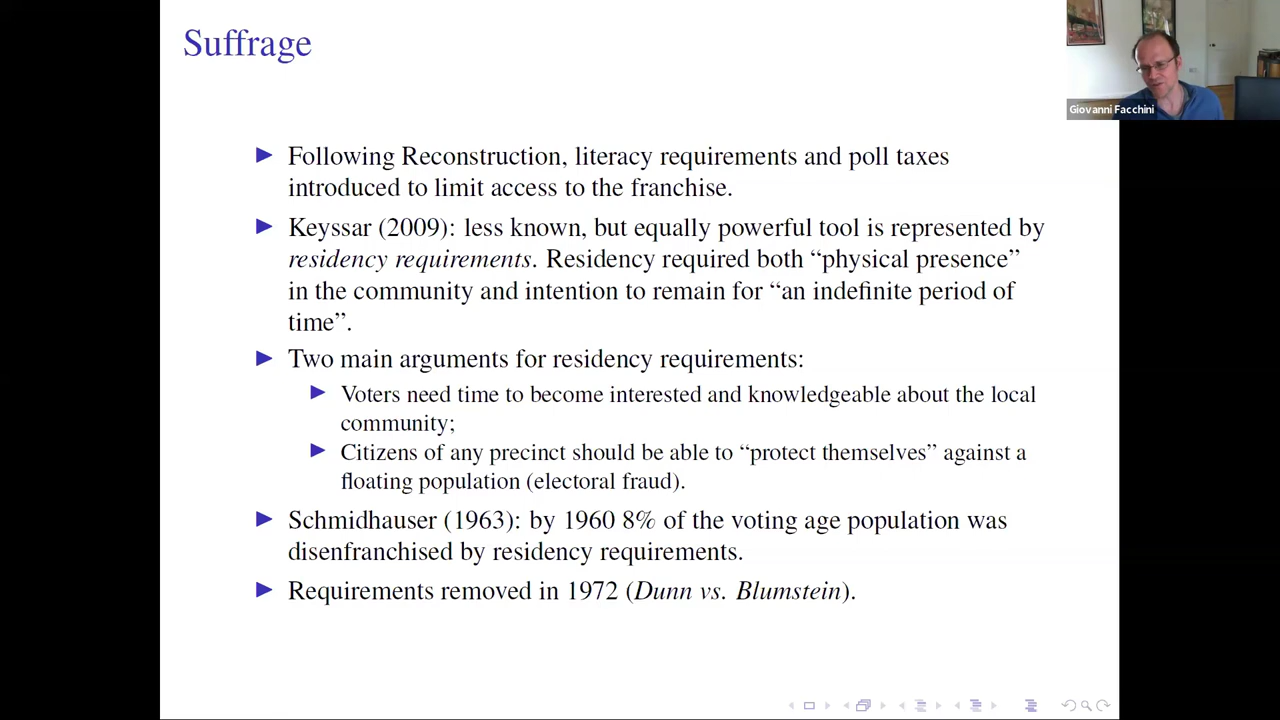 Suffrage
Giovanni Facchini
Following Reconstruction, literacy requirements and poll taxes
introduced to limit access to the franchise.
Keyssar (2009): less known, but equally powerful tool is represented by
residency requirements. Residency required both “physical presence”
in the community and intention to remain for “an indefinite period of
time”.
Two main arguments for residency requirements:
Voters need time to become interested and knowledgeable about the local
community;
Citizens of any precinct should be able to “protect themselves” against a
floating population (electoral fraud).
Schmidhauser (1963): by 1960 8% of the voting age population was
disenfranchised by residency requirements.
Requirements removed in 1972 (Dunn vs. Blumstein).